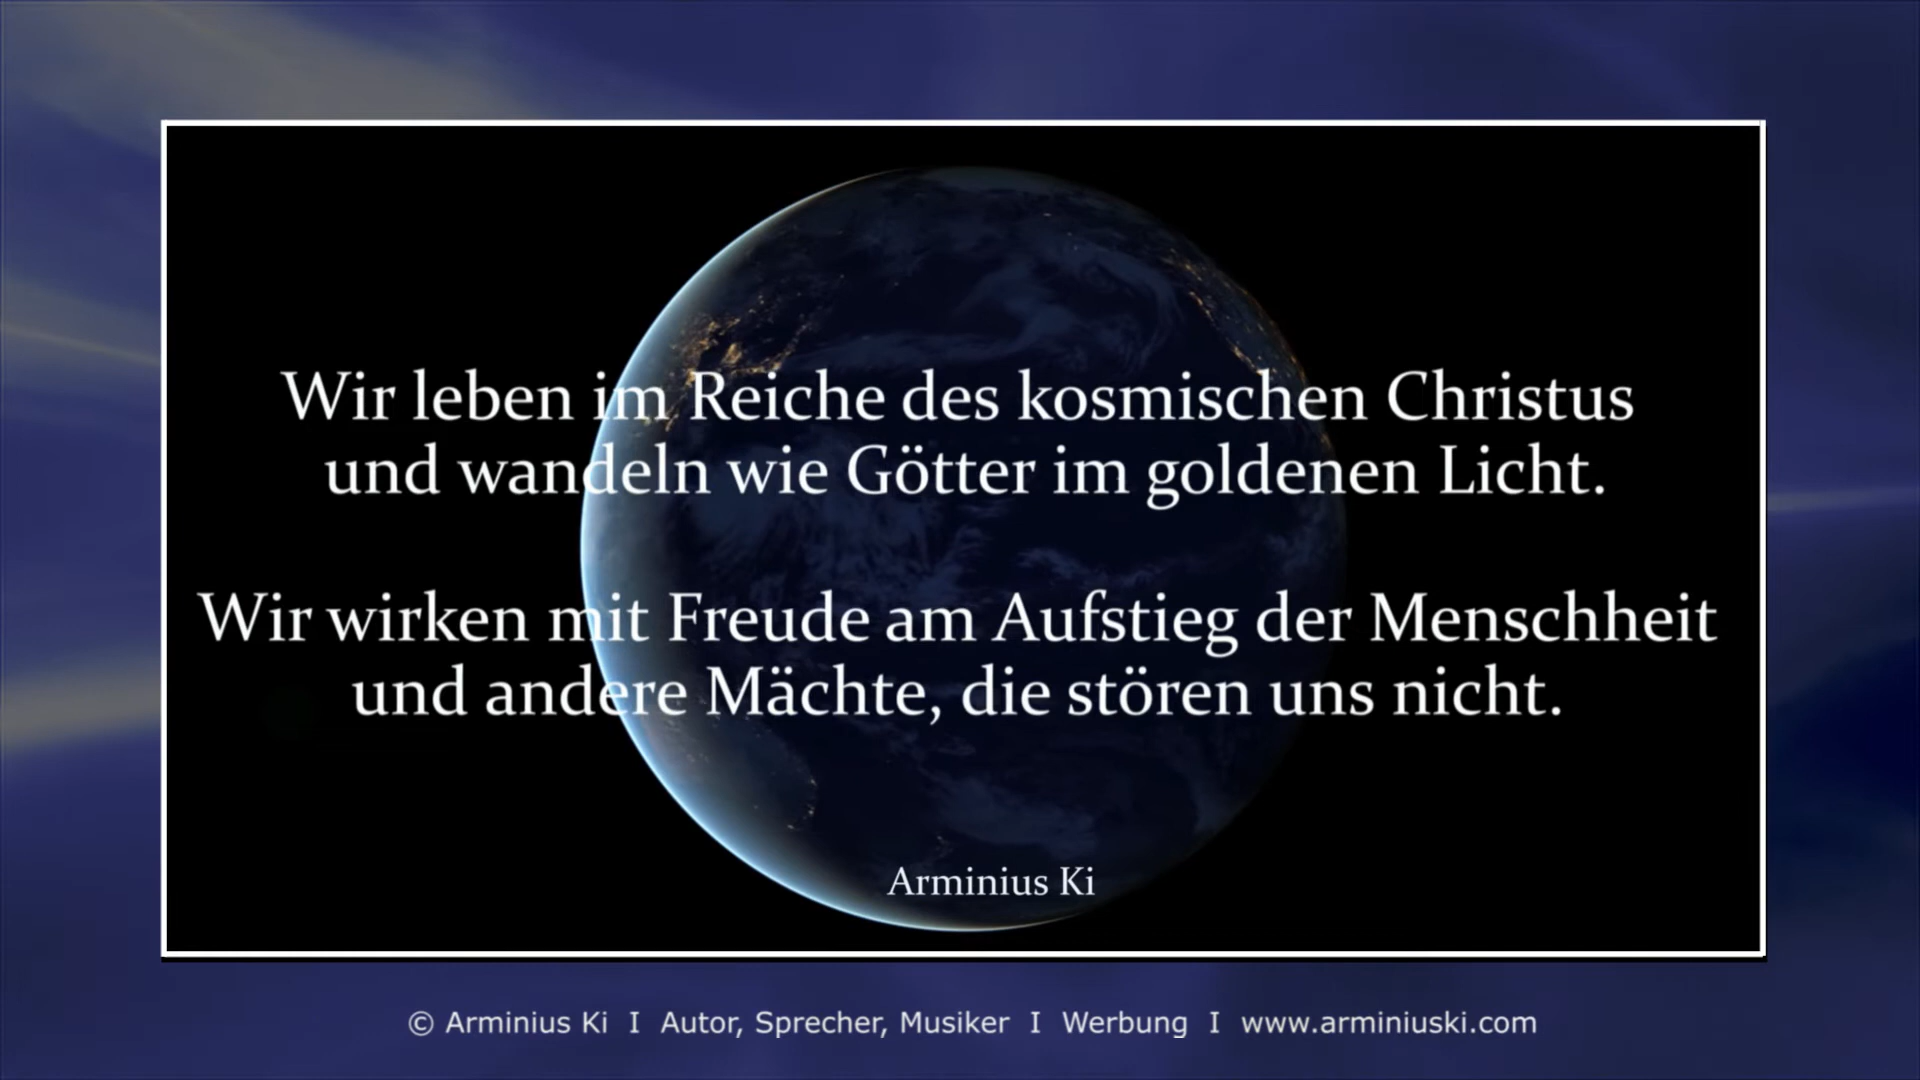 Wir leben im Reiche des kosmischen Christus
und wandeln wie Götter im goldenen Licht.
Wir wirken mit Freude am Aufstieg der Menschheit
und andere Mächte, die stören uns nicht.
Arminius Ki
© Arminius Ki I Autor, Sprecher, Musiker I Werbung I www.arminiuski.com